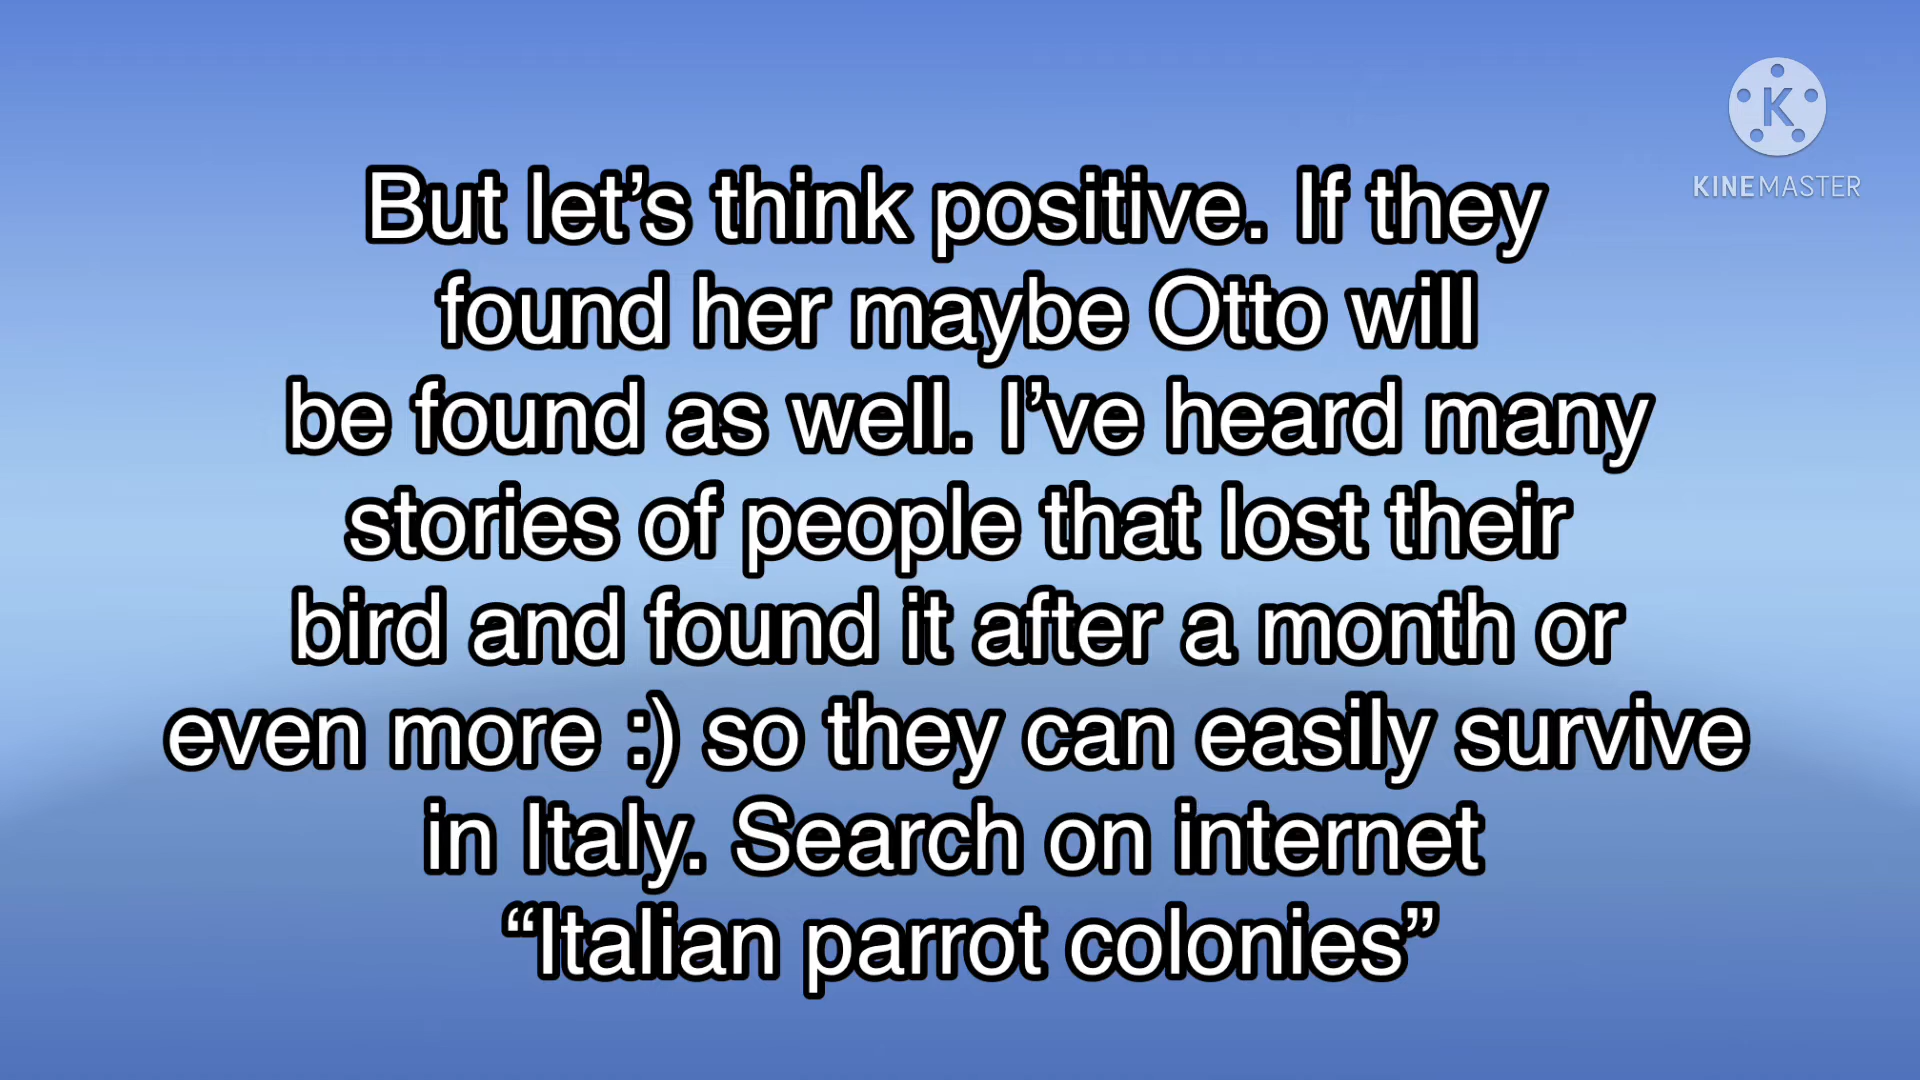 K
KINEMASTER
But let’s think positive. If they
found her maybe Otto will
be found as well. I’ve heard many
stories of people that lost their
bird and found it after a month or
even more :) so they can easily survive
in Italy. Search on internet
“Italian parrot colonies”